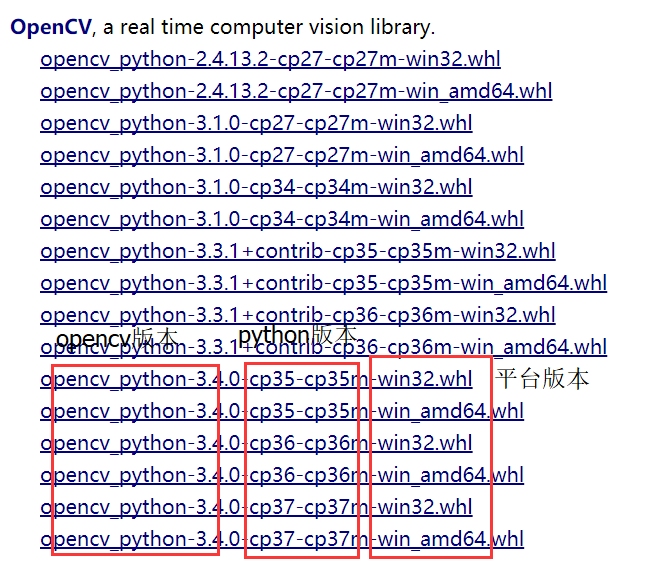 OpenCV, a real time computer vision library.
opencv_python-2.4.13.2-cp27-cp27m-win32.whl
opencv_python-2.4.13.2-cp27-cp27m-win_amd64.whl
opencv_python-3.1.0-cp27-cp27m-win32.whl
opencv_python-3.1.0-cp27-cp27m-win_amd64.whl
opencv_python-3.1.0-cp34-cp34m-win32.whl
opencv_python-3.1.0-cp34-cp34m-win_amd64.whl
opencv_python-3.3.1+contrib-cp35-cp35m-win32.whl
opencv_python-3.3.1+contrib-cp35-cp35m-win_amd64.whl
opencv_python-3.3.1+contrib-cp36-cp36m-win32.whl
opencv版本 python版本
opencv_python-3.3.1+contrib-cp36-cp36m-win_amd64.whl
opencv_python-3.4.0-cp35-cp35m-win32.whl 平台版本
opencv_python-3.4.0-cp35-cp35m-win_amd64.whl
opencv_python-3.4.0-cp36-cp36m-win32.whl
opencv_python-3.4.0-cp36-cp36m-win_amd64.whl
opencv_python-3.4.0-cp37-cp37m-win32.whl
opencv_python-3.4.0-cp37-cp37m-win_amd64.whl